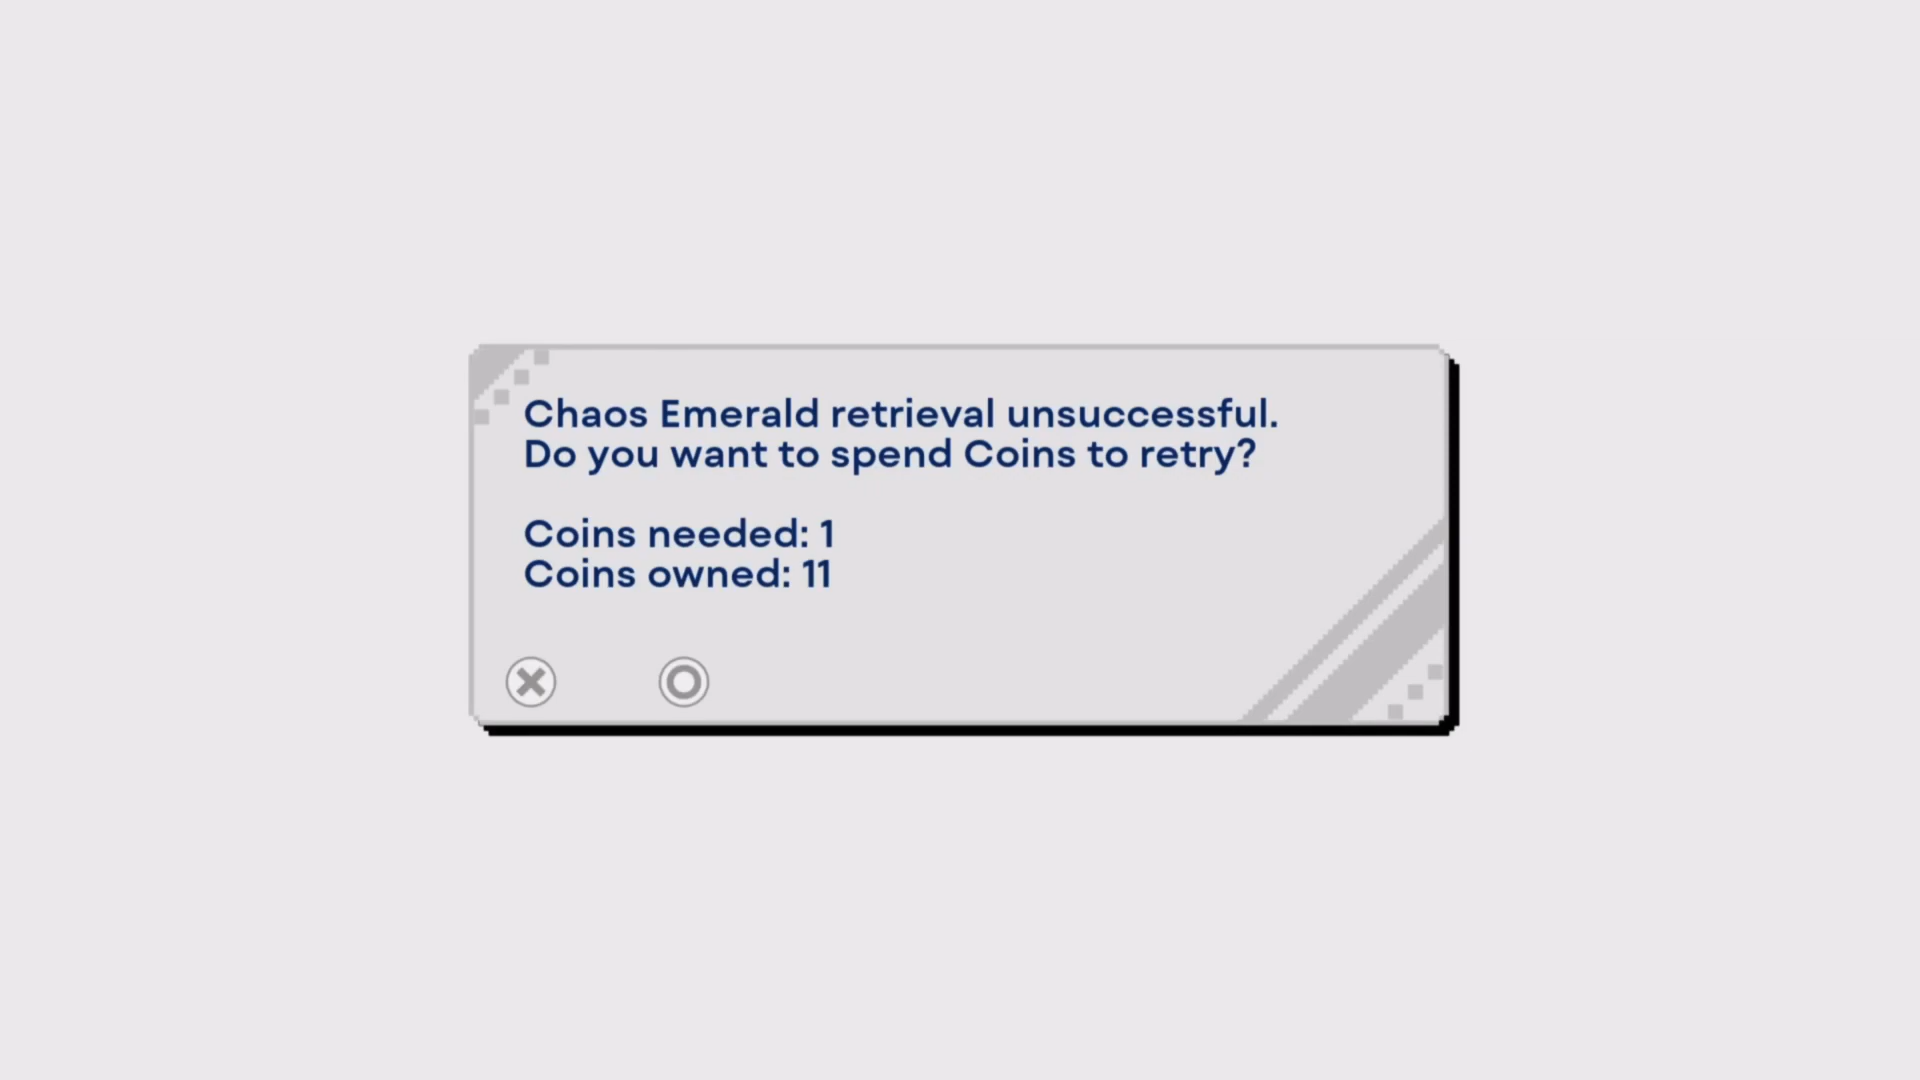 Chaos Emerald retrieval unsuccessful.
Do you want to spend Coins to retry?
Coins needed: 1
Coins owned: 11